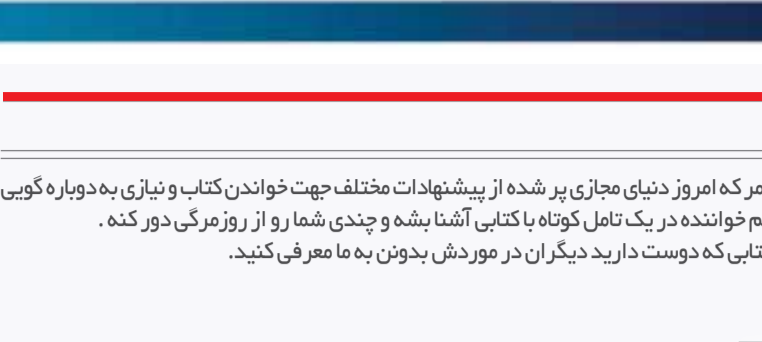 مر که امروز دنیای مجازی پر شده از پیشنهادات مختلف جهت خواندن کتاب و نیازی به دوباره گویی
م خواننده در یک تامل کوتاه با کتابی آشنا بشه و چندی شما رو از روزمرگی دور کنه .
تابی که دوست دارید دیگران در موردش بدونن به ما معرفی کنید.